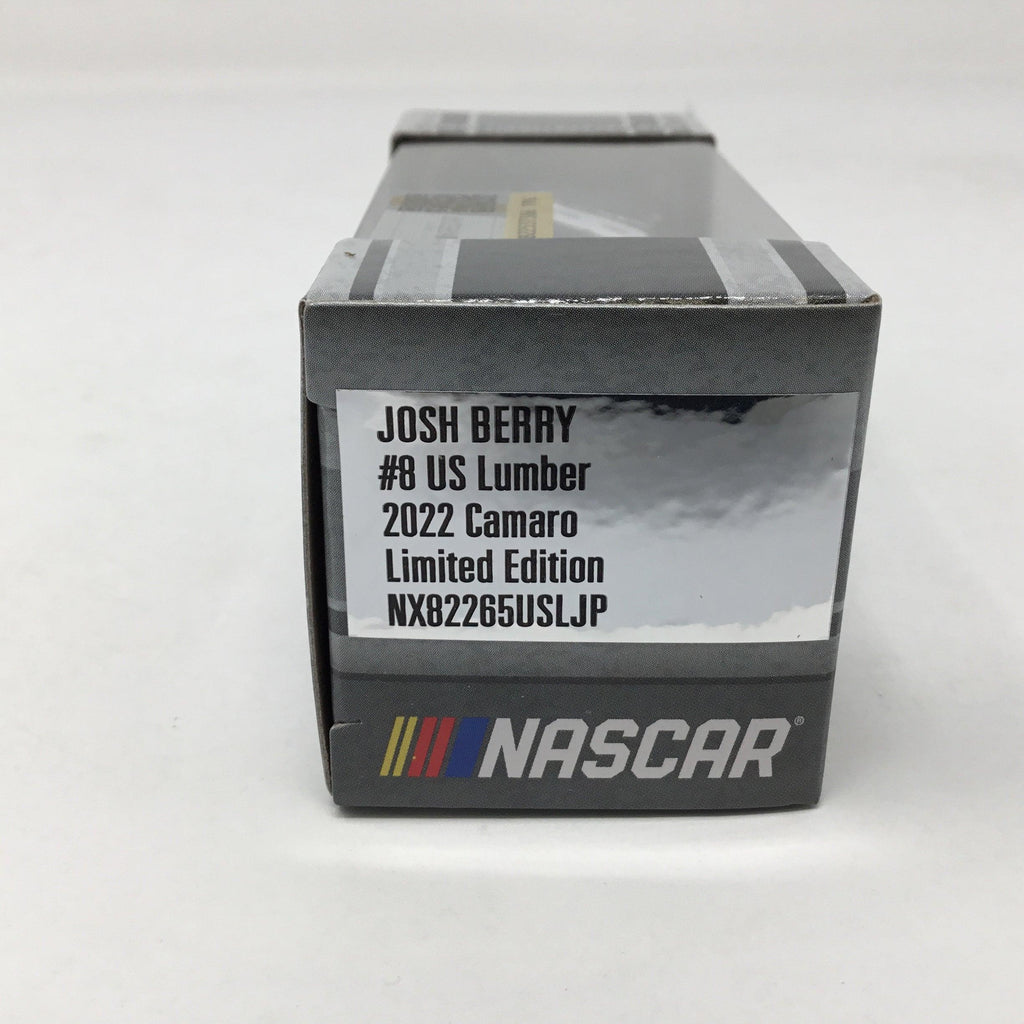 JOSH BERRY
#8 US Lumber
2022 Camaro
Limited Edition
NX82265USLJP
NASCAR®